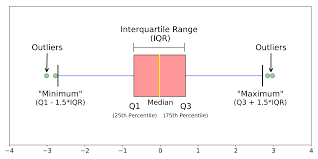 Interquartile Range
(IQR)
Outliers
Outliers
"Minimum"
(Q1 - 1.5*IQR)
"Maximum"
(Q3 + 1.5*IQR)
Q1
Median
Q3
(25th Percentile)
(75th Percentile)
−4
−3
−2
−1
0
1
2
3
4